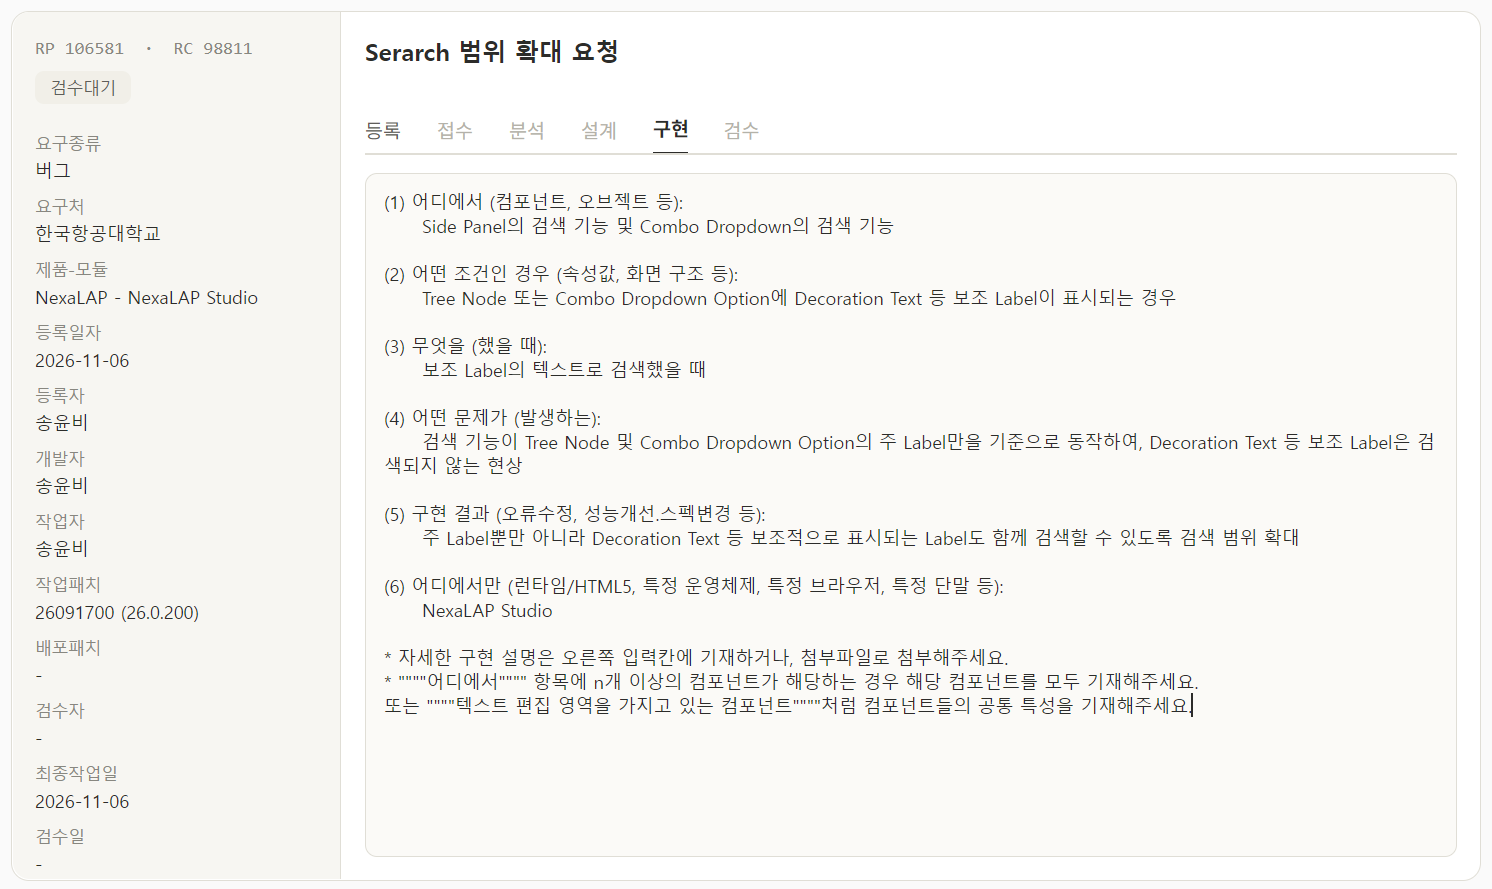 RP 106581 · RC 98811
검수대기
요구종류
버그
요구처
한국항공대학교
제품-모듈
NexaLAP - NexaLAP Studio
등록일자
2026-11-06
등록자
송윤비
개발자
송윤비
작업자
송윤비
작업패치
26091700 (26.0.200)
배포패치
-
검수자
-
최종작업일
2026-11-06
검수일
-
Serarch 범위 확대 요청
등록 접수 분석 설계 구현 검수
(1) 어디에서 (컴포넌트, 오브젝트 등):
Side Panel의 검색 기능 및 Combo Dropdown의 검색 기능
(2) 어떤 조건인 경우 (속성값, 화면 구조 등):
Tree Node 또는 Combo Dropdown Option에 Decoration Text 등 보조 Label이 표시되는 경우
(3) 무엇을 (했을 때):
보조 Label의 텍스트로 검색했을 때
(4) 어떤 문제가 (발생하는):
검색 기능이 Tree Node 및 Combo Dropdown Option의 주 Label만을 기준으로 동작하여, Decoration Text 등 보조 Label은 검
색되지 않는 현상
(5) 구현 결과 (오류수정, 성능개선.스펙변경 등):
주 Label뿐만 아니라 Decoration Text 등 보조적으로 표시되는 Label도 함께 검색할 수 있도록 검색 범위 확대
(6) 어디에서만 (런타임/HTML5, 특정 운영체제, 특정 브라우저, 특정 단말 등):
NexaLAP Studio
* 자세한 구현 설명은 오른쪽 입력칸에 기재하거나, 첨부파일로 첨부해주세요.
* """"어디에서"""" 항목에 n개 이상의 컴포넌트가 해당하는 경우 해당 컴포넌트를 모두 기재해주세요.
또는 """"텍스트 편집 영역을 가지고 있는 컴포넌트""""처럼 컴포넌트들의 공통 특성을 기재해주세요.